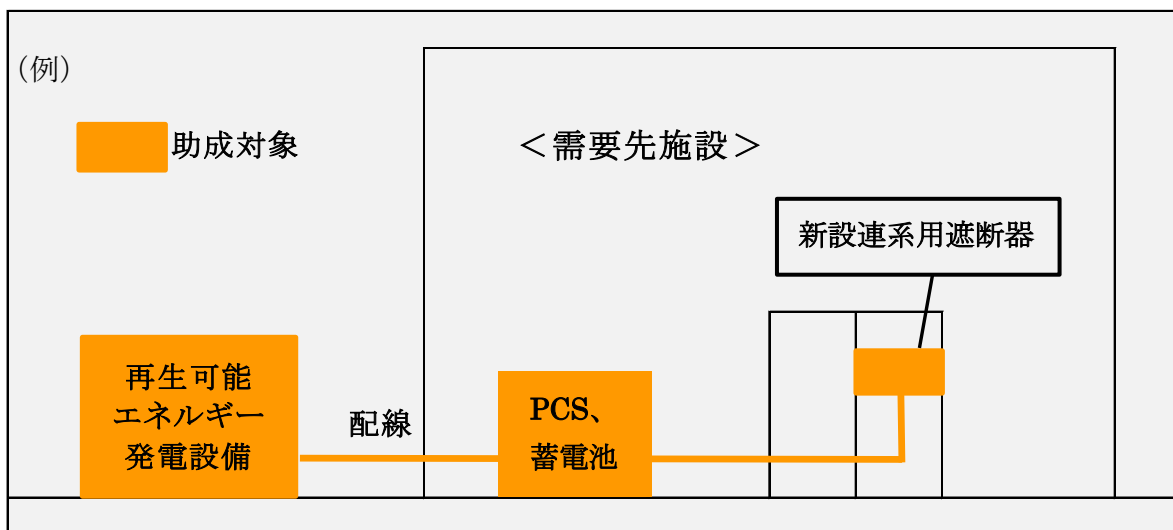 （例）
助成対象
＜需要先施設＞
新設連系用遮断器
再生可能
エネルギー
発電設備
配線
PCS、
蓄電池